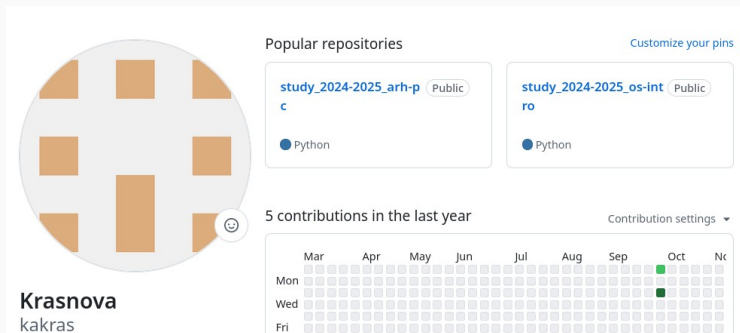 Popular repositories
Customize your pins
study_2024-2025_arh-p
c
Public
Python
study_2024-2025_os-int
ro
Public
Python
5 contributions in the last year
Contribution settings
Mar Apr May Jun Jul Aug Sep Oct
Mon
Wed
Fri
Krasnova
kakras